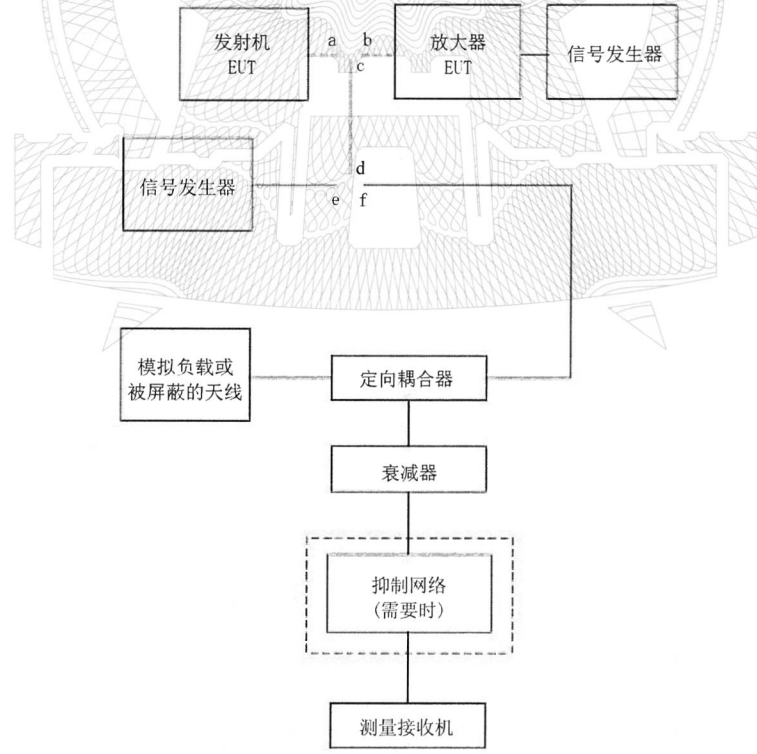 发射机
EUT
a
b
c
放大器
EUT
信号发生器
信号发生器
d
e
f
模拟负载或
被屏蔽的天线
定向耦合器
衰减器
抑制网络
(需要时)
测量接收机